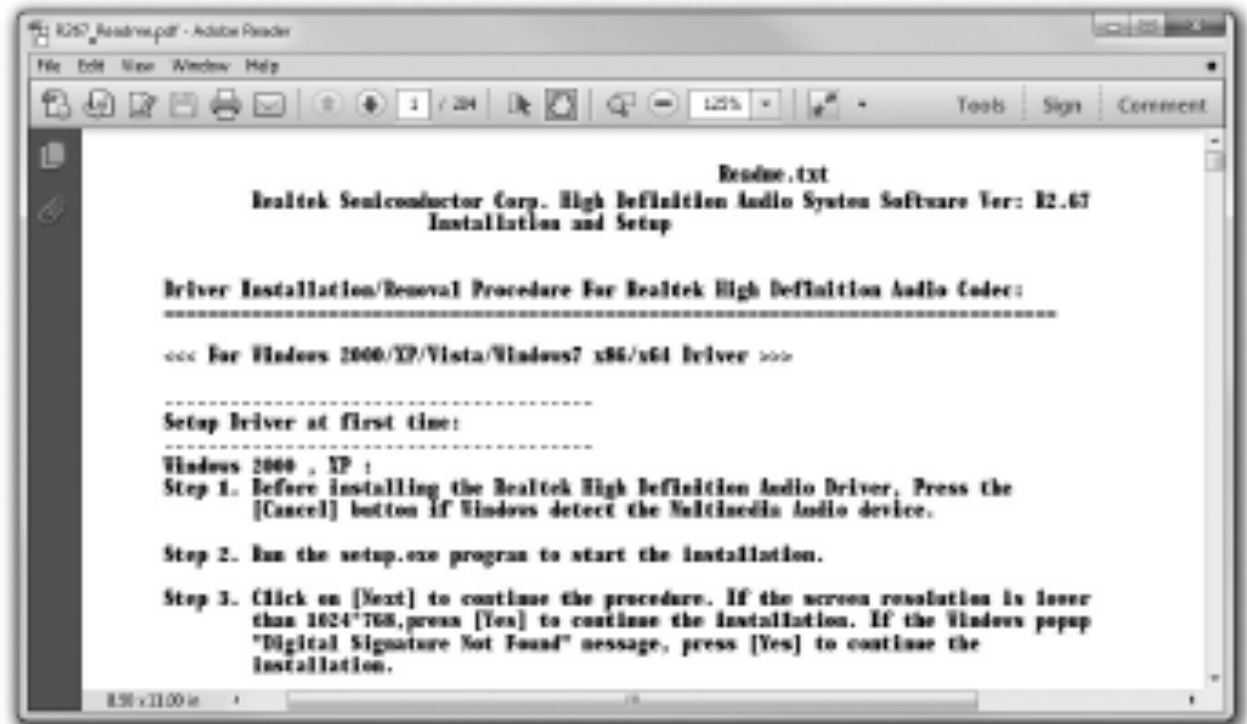 R267_Readme.pdf - Adobe Reader
File Edit View Window Help
1 / 204 125% Tools Sign Comment
Readme.txt
Realtek Semiconductor Corp. High Definition Audio System Software Ver: R2.67
Installation and Setup
Driver Installation/Removal Procedure For Realtek High Definition Audio Codec:
================================================================================
<<< For Windows 2000/XP/Vista/Windows7 x86/x64 Driver >>>
---------------------------------------
Setup Driver at first time:
---------------------------------------
Windows 2000 , XP :
Step 1. Before installing the Realtek High Definition Audio Driver, Press the
[Cancel] button if Windows detect the Multimedia Audio device.
Step 2. Run the setup.exe program to start the installation.
Step 3. Click on [Next] to continue the procedure. If the screen resolution is lower
than 1024*768,press [Yes] to continue the installation. If the Windows popup
"Digital Signature Not Found" message, press [Yes] to continue the
installation.
8.50 x 11.00 in